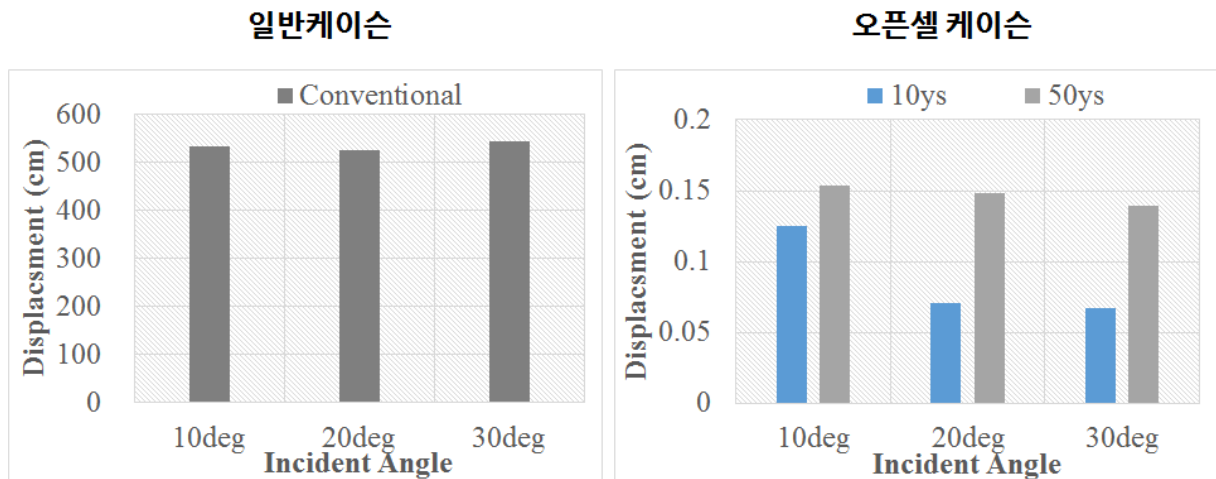 일반케이슨
Conventional
Displacsment (cm)
600
500
400
300
200
100
0
10deg
20deg
30deg
Incident Angle
오픈셀 케이슨
10ys
50ys
Displacsment (cm)
0.2
0.15
0.1
0.05
0
10deg
20deg
30deg
Incident Angle